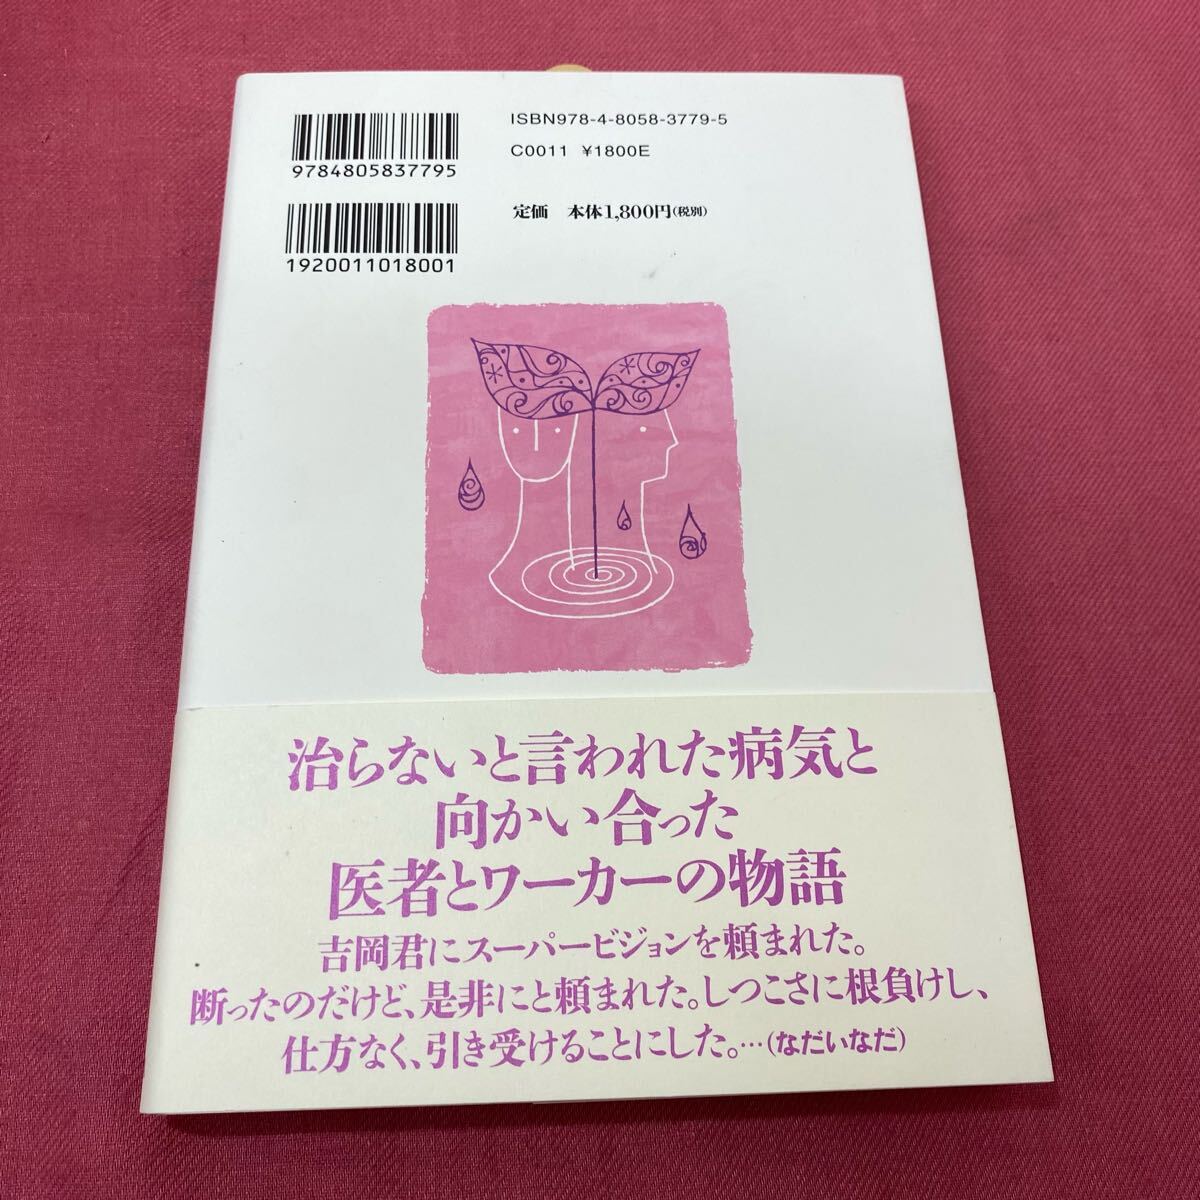 ISBN978-4-8058-3779-5
C0011 ¥1800E
9784805837795
定価 本体1,800円(税別)
1920011018001
治らないと言われた病気と
向かい合った
医者とワーカーの物語
吉岡君にスーパービジョンを頼まれた。
断ったのだけど、是非にと頼まれた。しつこさに根負けし、
仕方なく、引き受けることにした。…(なだいなだ)